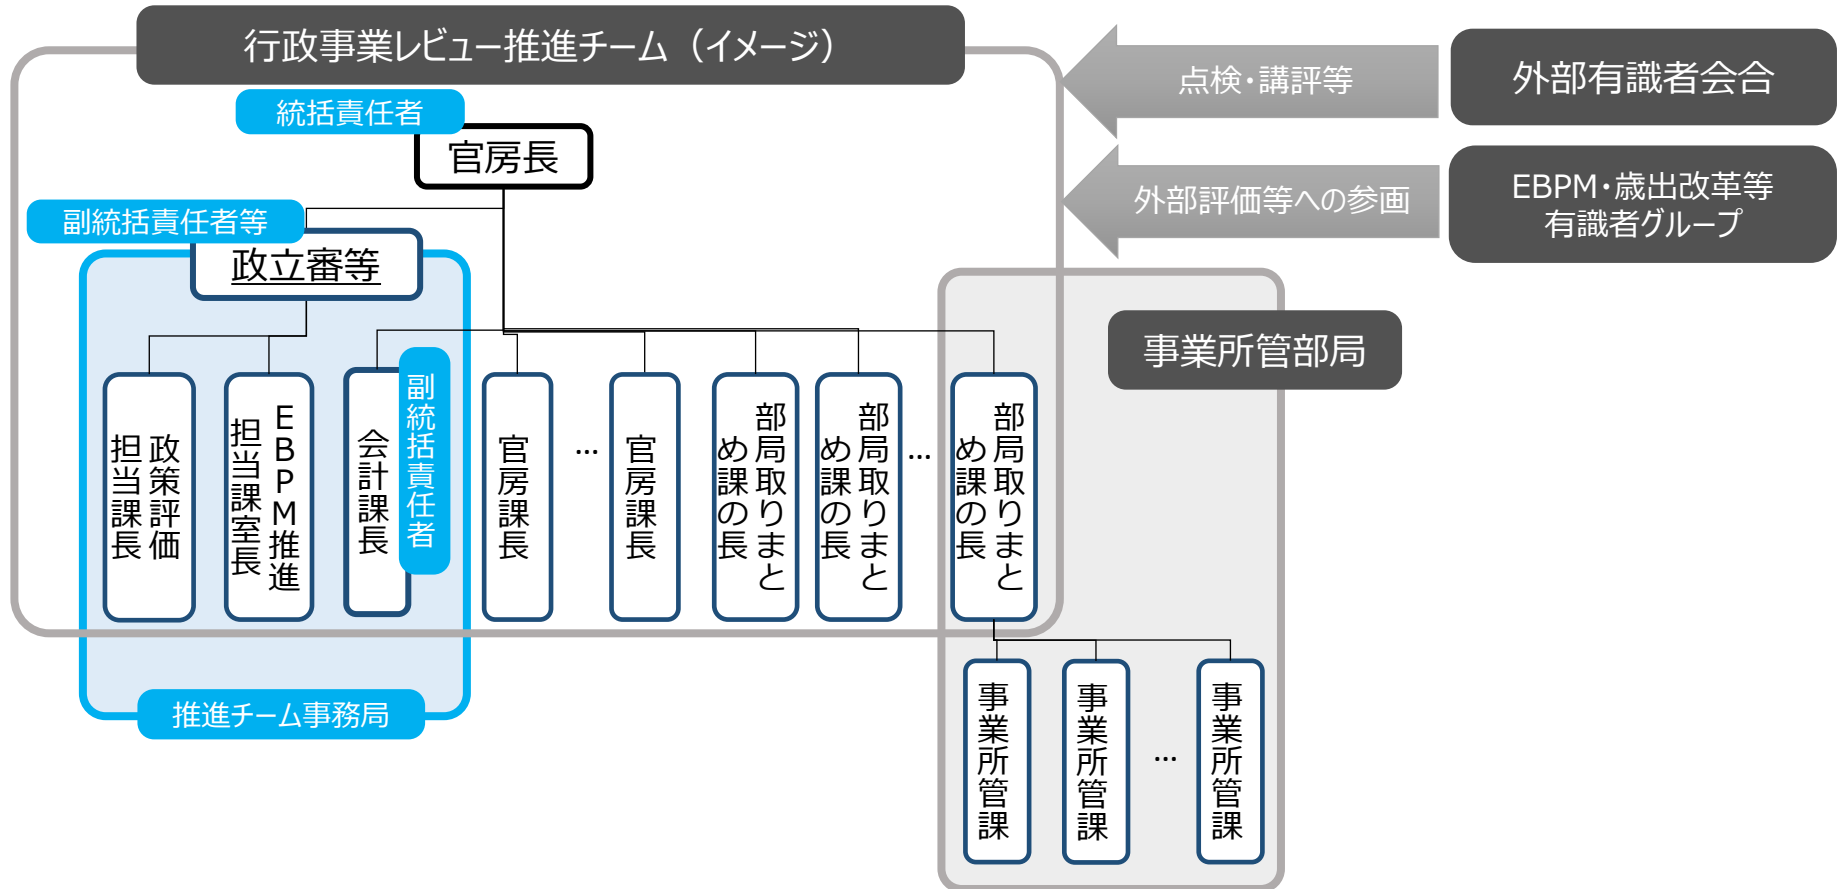 行政事業レビュー推進チーム（イメージ）
点検・講評等
外部有識者会合
統括責任者
官房長
外部評価等への参画
EBPM・歳出改革等
有識者グループ
副統括責任者等
政立審等
事業所管部局
政策評価
担当課長
EBPM推進
担当課室長
会計課長
副統括責任者
官房課長
…
官房課長
部局取りまと
め課の長
部局取りまと
め課の長
…
部局取りまと
め課の長
推進チーム事務局
事業所管課
事業所管課
…
事業所管課